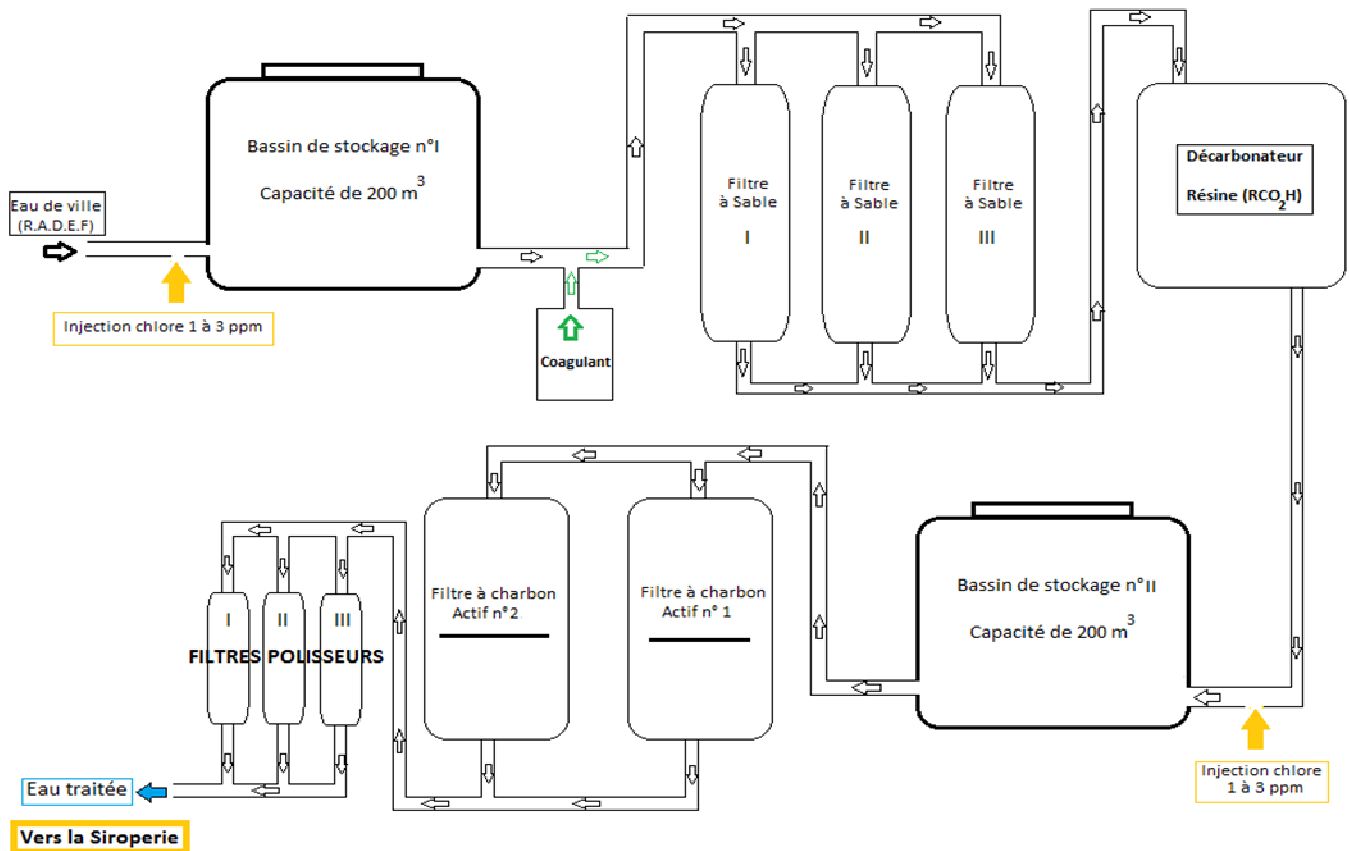 Bassin de stockage n°I
Capacité de 200 m³
Eau de ville
(R.A.D.E.F)
Injection chlore 1 à 3 ppm
Coagulant
Filtre
à Sable
I
Filtre
à Sable
II
Filtre
à Sable
III
Décarbonateur
Résine (RCO₂H)
Injection chlore
1 à 3 ppm
Bassin de stockage n°II
Capacité de 200 m³
Filtre à charbon
Actif n° 1
Filtre à charbon
Actif n°2
I II III
FILTRES POLISSEURS
Eau traitée
Vers la Siroperie